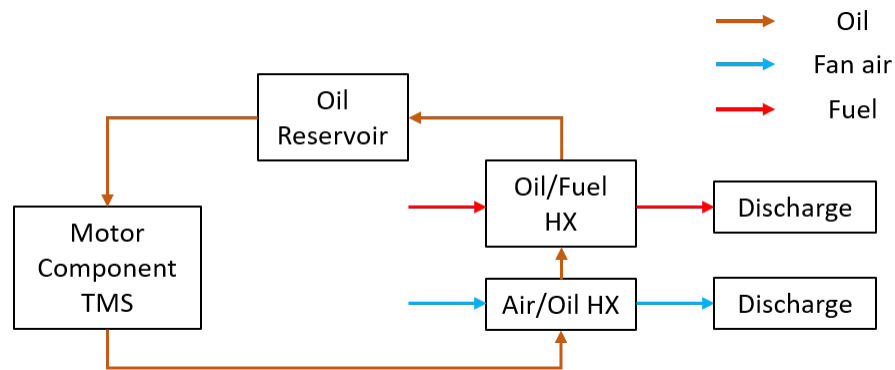 Oil
Fan air
Fuel
Oil
Reservoir
Oil/Fuel
HX
Discharge
Motor
Component
TMS
Air/Oil HX
Discharge